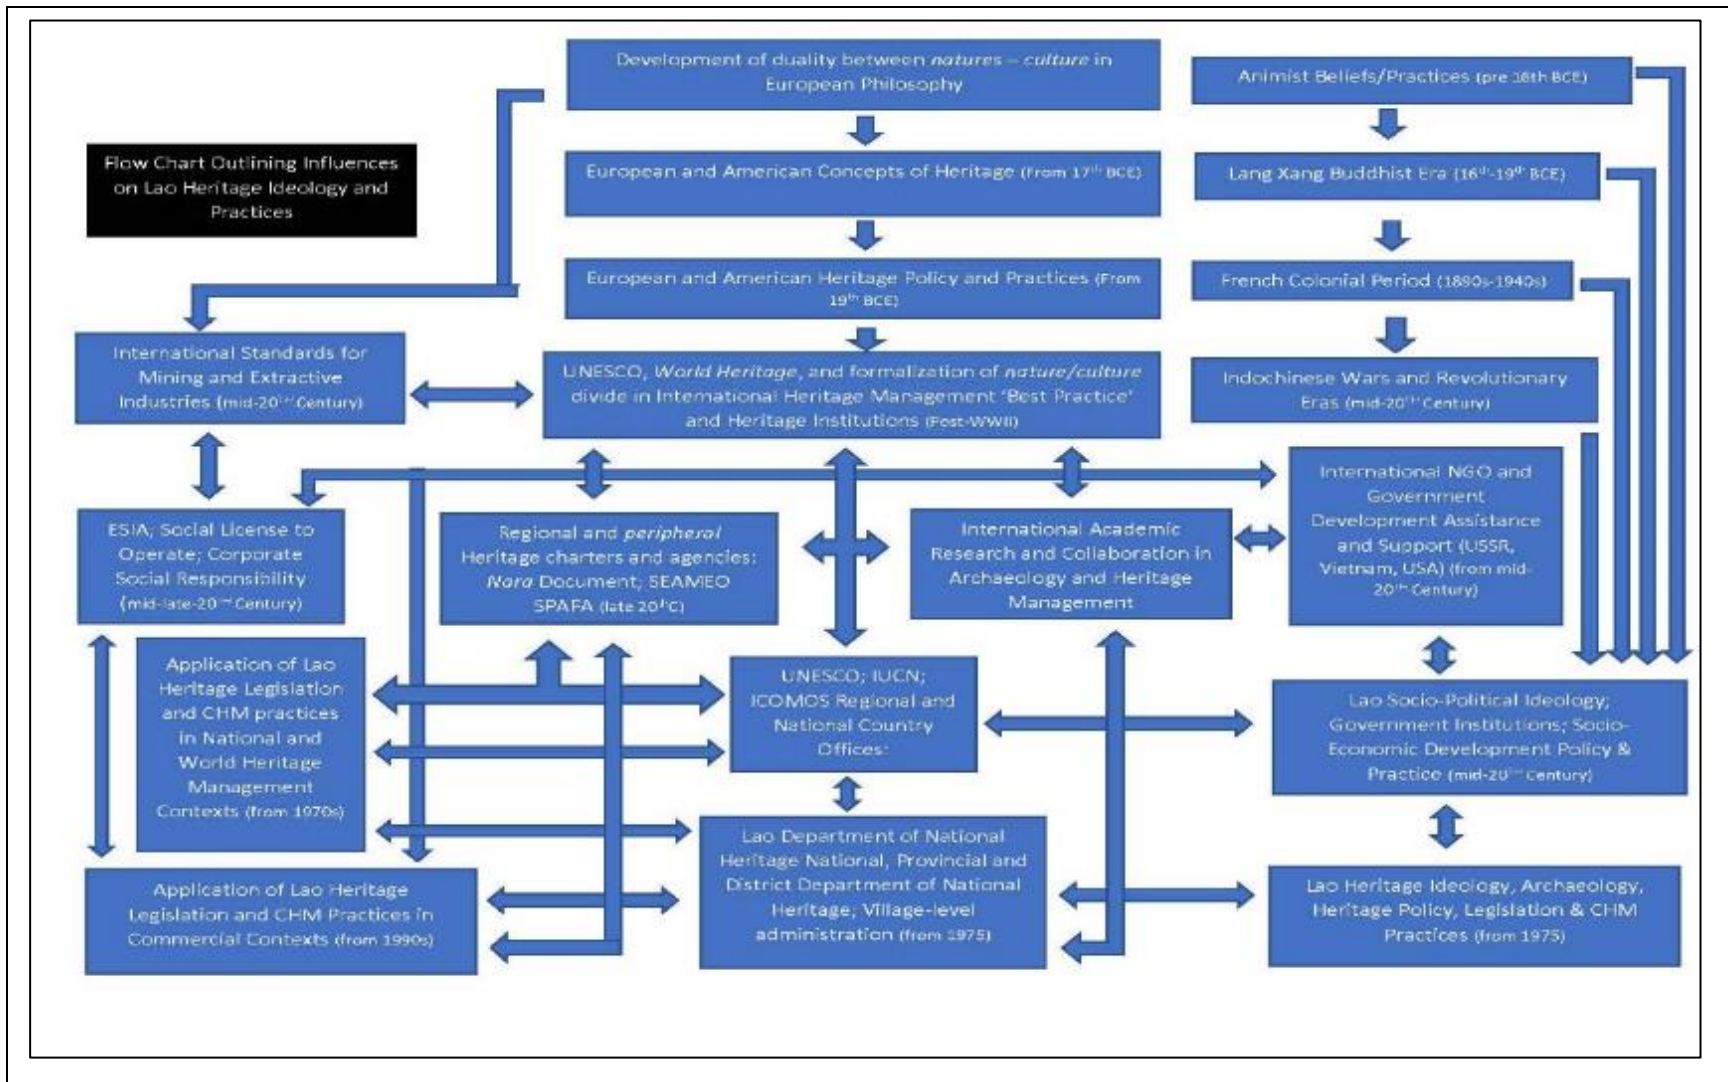 Development of duality between natures – culture in
European Philosophy
Animist Beliefs/Practices (pre 16th BCE)
Flow Chart Outlining Influences
on Lao Heritage Ideology and
Practices
European and American Concepts of Heritage (From 17th BCE)
Lang Xang Buddhist Era (16th-19th BCE)
European and American Heritage Policy and Practices (From
19th BCE)
French Colonial Period (1890s-1940s)
International Standards for
Mining and Extractive
Industries (mid-20th Century)
UNESCO, World Heritage, and formalization of nature/culture
divide in International Heritage Management 'Best Practice'
and Heritage Institutions (Post-WWII)
Indochinese Wars and Revolutionary
Eras (mid-20th Century)
ESIA; Social License to
Operate; Corporate
Social Responsibility
(mid-late-20th Century)
Regional and peripheral
Heritage charters and agencies:
Nara Document; SEAMEO
SPAFA (late 20thC)
International Academic
Research and Collaboration in
Archaeology and Heritage
Management
International NGO and
Government
Development Assistance
and Support (USSR,
Vietnam, USA) (from mid-
20th Century)
Application of Lao
Heritage Legislation
and CHM practices
in National and
World Heritage
Management
Contexts (from 1970s)
UNESCO; IUCN;
ICOMOS Regional and
National Country
Offices:
Lao Socio-Political Ideology;
Government Institutions; Socio-
Economic Development Policy &
Practice (mid-20th Century)
Application of Lao Heritage
Legislation and CHM Practices in
Commercial Contexts (from 1990s)
Lao Department of National
Heritage National, Provincial and
District Department of National
Heritage; Village-level
administration (from 1975)
Lao Heritage Ideology, Archaeology,
Heritage Policy, Legislation & CHM
Practices (from 1975)